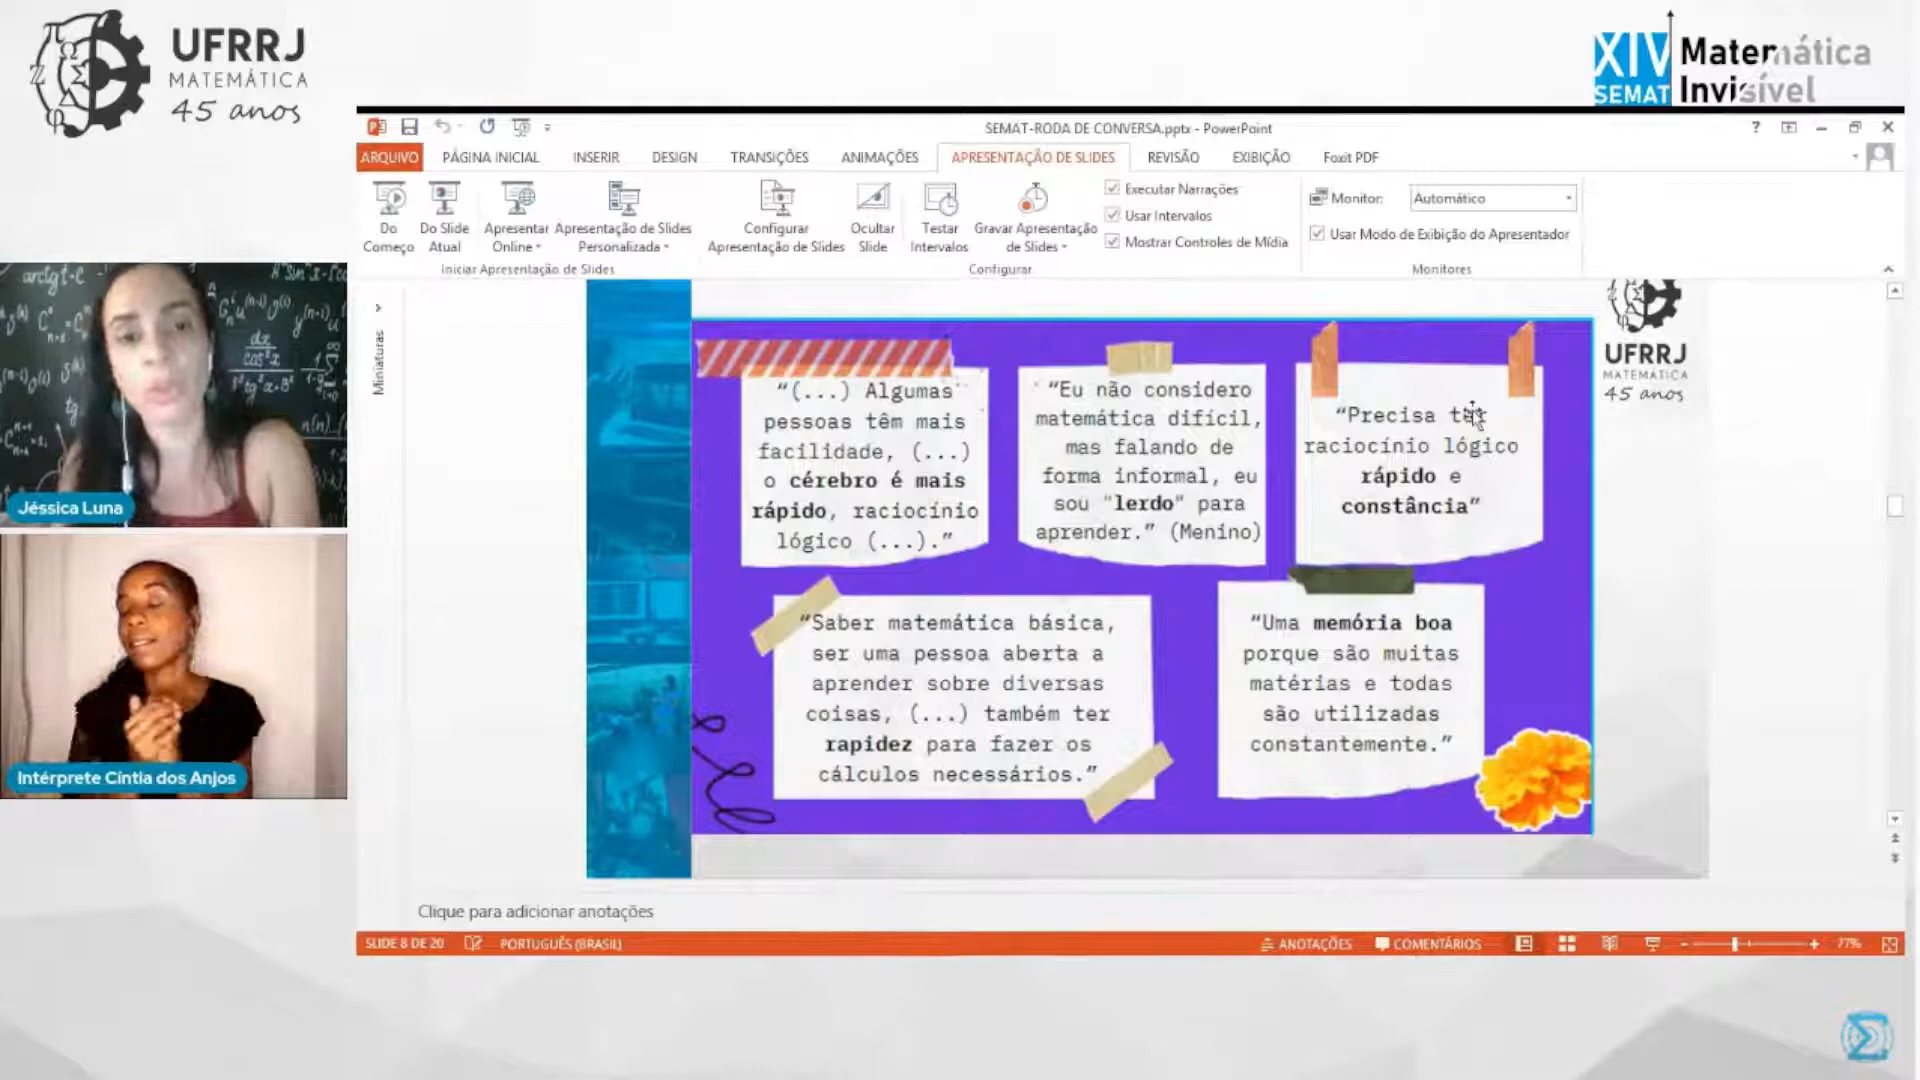 UFRRJ
MATEMÁTICA
45 anos
XIV
SEMAT
Matemática
Invisível
SEMAT-RODA DE CONVERSA.pptx - PowerPoint
?
ARQUIVO
PÁGINA INICIAL
INSERIR
DESIGN
TRANSIÇÕES
ANIMAÇÕES
APRESENTAÇÃO DE SLIDES
REVISÃO
EXIBIÇÃO
Foxit PDF
Do
Começo
Do Slide
Atual
Apresentar
Online
Apresentação de Slides
Personalizada
Iniciar Apresentação de Slides
Configurar
Apresentação de Slides
Ocultar
Slide
Testar
Intervalos
Gravar Apresentação
de Slides
Executar Narrações
Usar Intervalos
Mostrar Controles de Mídia
Configurar
Monitor:
Automático
Usar Modo de Exibição do Apresentador
Monitores
Miniaturas
UFRRJ
MATEMÁTICA
45 anos
“(...) Algumas
pessoas têm mais
facilidade, (...)
o cérebro é mais
rápido, raciocínio
lógico (...).”
“Eu não considero
matemática difícil,
mas falando de
forma informal, eu
sou "lerdo" para
aprender.” (Menino)
“Precisa ter
raciocínio lógico
rápido e
constância”
“Saber matemática básica,
ser uma pessoa aberta a
aprender sobre diversas
coisas, (...) também ter
rapidez para fazer os
cálculos necessários.”
“Uma memória boa
porque são muitas
matérias e todas
são utilizadas
constantemente.”
Jéssica Luna
Intérprete Cíntia dos Anjos
Clique para adicionar anotações
SLIDE 8 DE 20
PORTUGUÊS (BRASIL)
ANOTAÇÕES
COMENTÁRIOS
77%